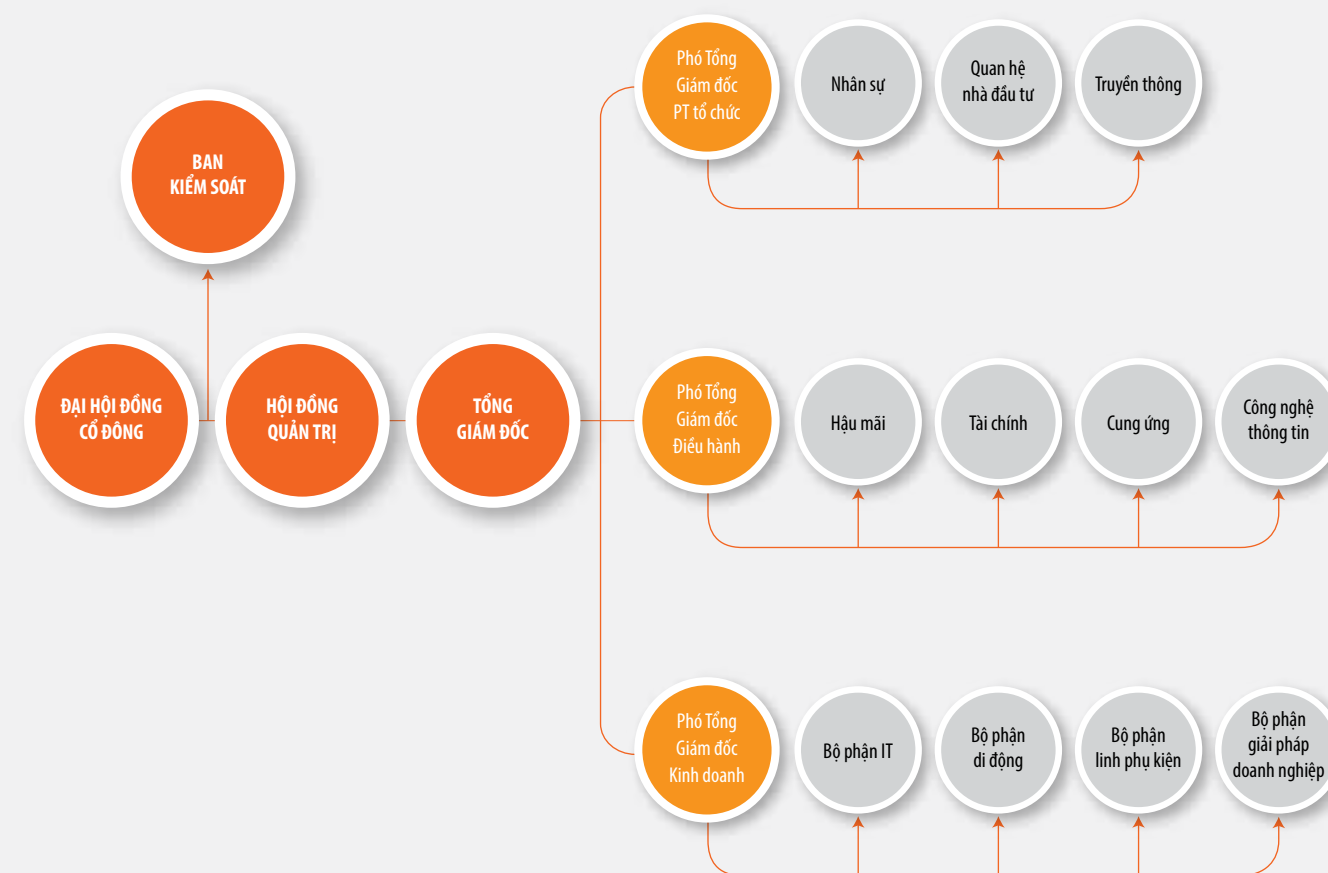 Phó Tổng
Giám đốc
PT tổ chức
Nhân sự
Quan hệ
nhà đầu tư
Truyền thông
BAN
KIỂM SOÁT
ĐẠI HỘI ĐỒNG
CỔ ĐÔNG
HỘI ĐỒNG
QUẢN TRỊ
TỔNG
GIÁM ĐỐC
Phó Tổng
Giám đốc
Điều hành
Hậu mãi
Tài chính
Cung ứng
Công nghệ
thông tin
Phó Tổng
Giám đốc
Kinh doanh
Bộ phận IT
Bộ phận
di động
Bộ phận
linh phụ kiện
Bộ phận
giải pháp
doanh nghiệp